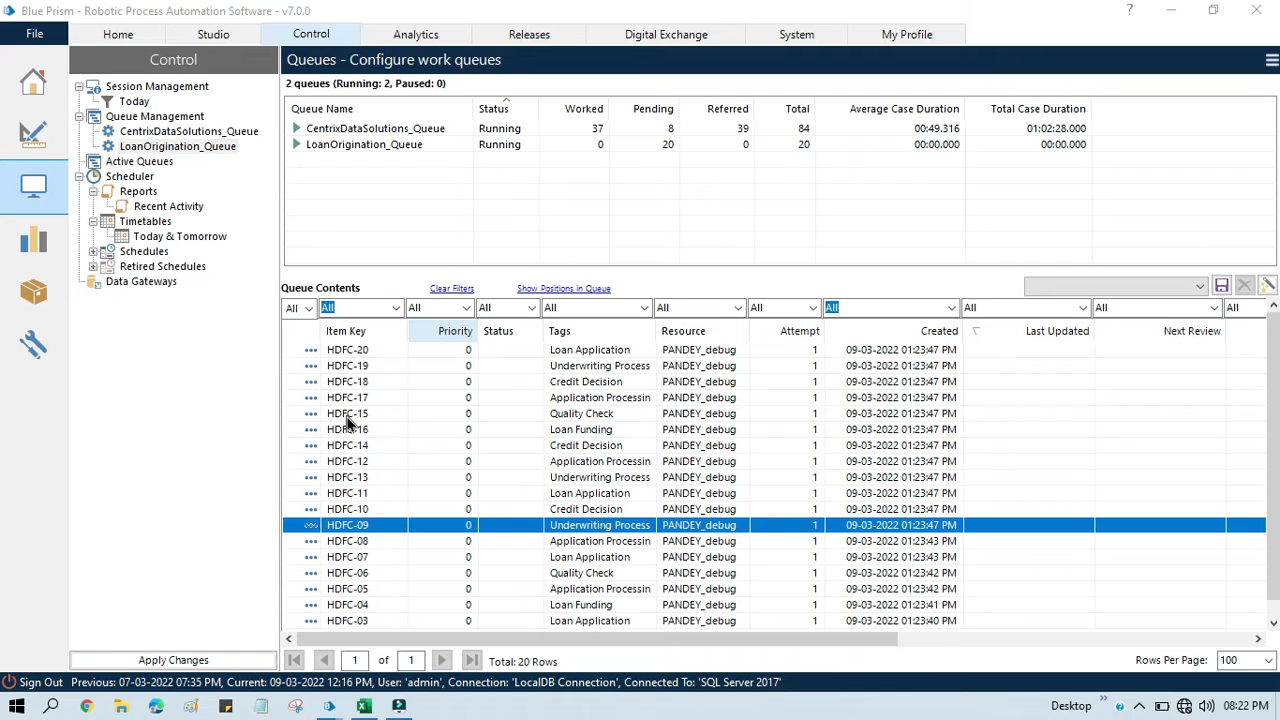 Blue Prism - Robotic Process Automation Software - v7.0.0
File Home Studio Control Analytics Releases Digital Exchange System My Profile
Control
Session Management
Today
Queue Management
CentrixDataSolutions_Queue
LoanOrigination_Queue
Active Queues
Scheduler
Reports
Recent Activity
Timetables
Today & Tomorrow
Schedules
Retired Schedules
Data Gateways
Apply Changes
Queues - Configure work queues
2 queues (Running: 2, Paused: 0)
Queue Name Status Worked Pending Referred Total Average Case Duration Total Case Duration
CentrixDataSolutions_Queue Running 37 8 39 84 00:49.316 01:02:28.000
LoanOrigination_Queue Running 0 20 0 20 00:00.000 00:00.000
Queue Contents Clear Filters Show Positions in Queue
All All All All All All All All All All All
Item Key Priority Status Tags Resource Attempt Created Last Updated Next Review
HDFC-20 0 Loan Application PANDEY_debug 1 09-03-2022 01:23:47 PM
HDFC-19 0 Underwriting Process PANDEY_debug 1 09-03-2022 01:23:47 PM
HDFC-18 0 Credit Decision PANDEY_debug 1 09-03-2022 01:23:47 PM
HDFC-17 0 Application Processin PANDEY_debug 1 09-03-2022 01:23:47 PM
HDFC-15 0 Quality Check PANDEY_debug 1 09-03-2022 01:23:47 PM
HDFC-16 0 Loan Funding PANDEY_debug 1 09-03-2022 01:23:47 PM
HDFC-14 0 Credit Decision PANDEY_debug 1 09-03-2022 01:23:47 PM
HDFC-12 0 Application Processin PANDEY_debug 1 09-03-2022 01:23:47 PM
HDFC-13 0 Underwriting Process PANDEY_debug 1 09-03-2022 01:23:47 PM
HDFC-11 0 Loan Application PANDEY_debug 1 09-03-2022 01:23:47 PM
HDFC-10 0 Credit Decision PANDEY_debug 1 09-03-2022 01:23:47 PM
HDFC-09 0 Underwriting Process PANDEY_debug 1 09-03-2022 01:23:47 PM
HDFC-08 0 Application Processin PANDEY_debug 1 09-03-2022 01:23:43 PM
HDFC-07 0 Loan Application PANDEY_debug 1 09-03-2022 01:23:43 PM
HDFC-06 0 Quality Check PANDEY_debug 1 09-03-2022 01:23:42 PM
HDFC-05 0 Application Processin PANDEY_debug 1 09-03-2022 01:23:42 PM
HDFC-04 0 Loan Funding PANDEY_debug 1 09-03-2022 01:23:41 PM
HDFC-03 0 Loan Application PANDEY_debug 1 09-03-2022 01:23:40 PM
1 of 1 Total: 20 Rows Rows Per Page: 100
Sign Out Previous: 07-03-2022 07:35 PM, Current: 09-03-2022 12:16 PM, User: 'admin', Connection: 'LocalDB Connection', Connected To: 'SQL Server 2017'
Desktop 08:22 PM